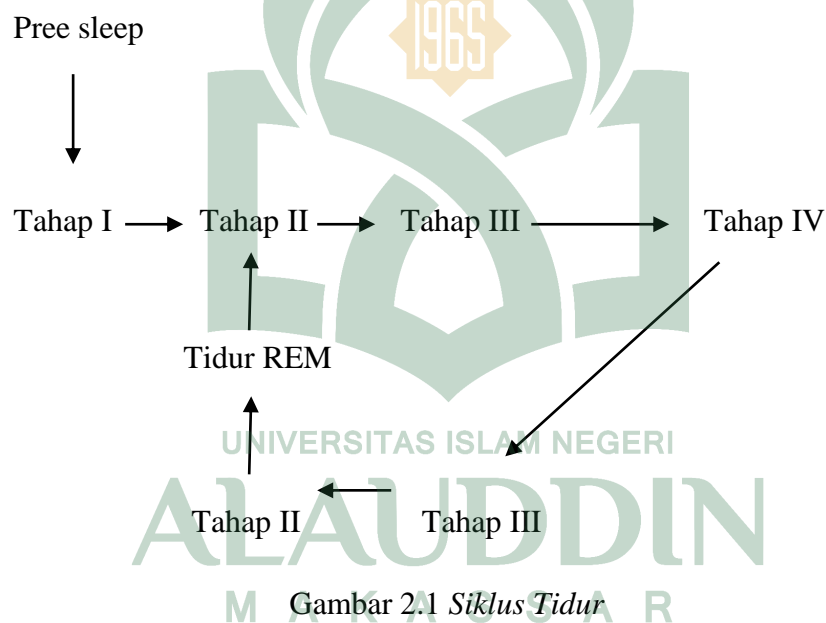 Pree sleep
1965
Tahap I Tahap II Tahap III Tahap IV
Tidur REM
UNIVERSITAS ISLAM NEGERI
ALAUDDIN
Tahap II Tahap III
MAKASSAR
Gambar 2.1 Siklus Tidur